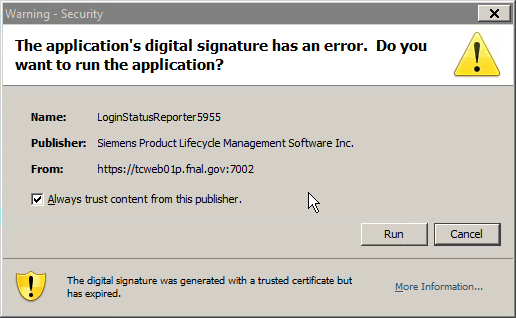 Warning - Security
The application's digital signature has an error.  Do you
want to run the application?
Name: LoginStatusReporter5955
Publisher: Siemens Product Lifecycle Management Software Inc.
From: https://tcweb01p.fnal.gov:7002
Always trust content from this publisher.
Run Cancel
The digital signature was generated with a trusted certificate but
has expired.
More Information...